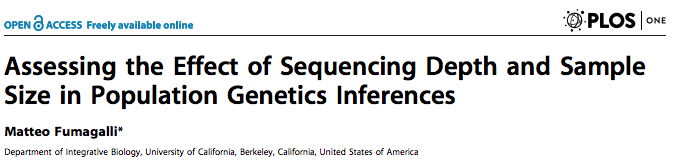 OPEN ACCESS Freely available online
PLOS ONE
Assessing the Effect of Sequencing Depth and Sample
Size in Population Genetics Inferences
Matteo Fumagalli*
Department of Integrative Biology, University of California, Berkeley, California, United States of America